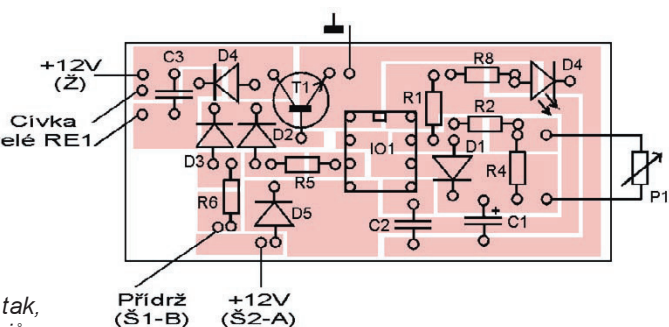 +12V
(Ž)
C3
D4
T1
R8
D4
Cívka
elé RE1
R1
R2
D3
D2
IO1
D1
R5
R4
P1
R6
D5
C2
+
C1
Přídrž
(Š1-B)
+12V
(Š2-A)
tak,